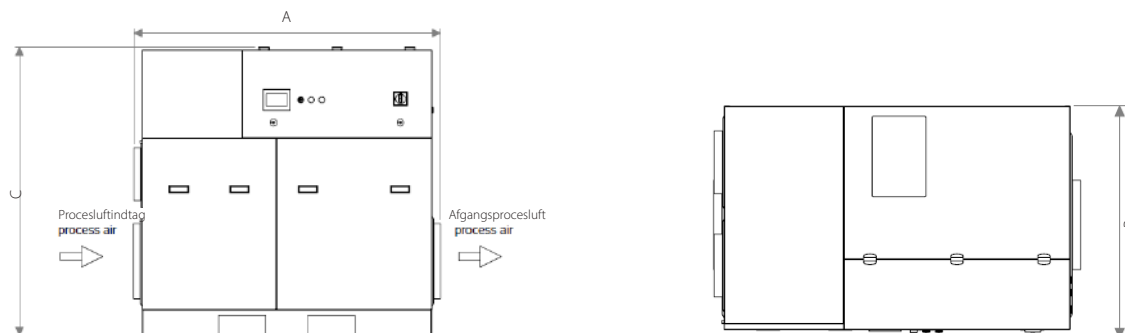 A
C
Procesluftindtag
process air
Afgangsprocesluft
process air